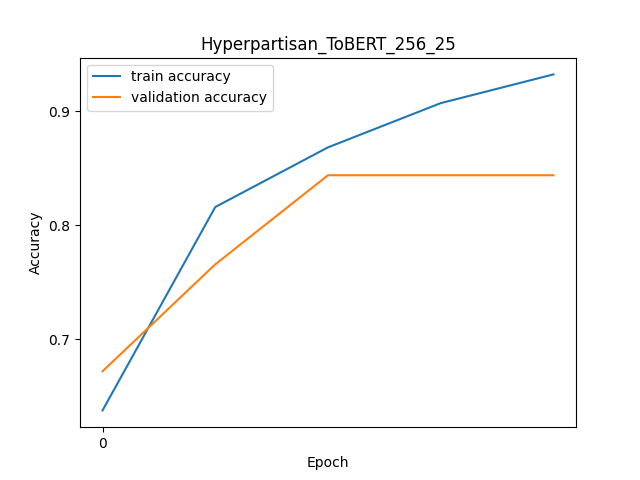 Hyperpartisan_ToBERT_256_25
train accuracy
validation accuracy
0.9
0.8
0.7
Accuracy
0
Epoch